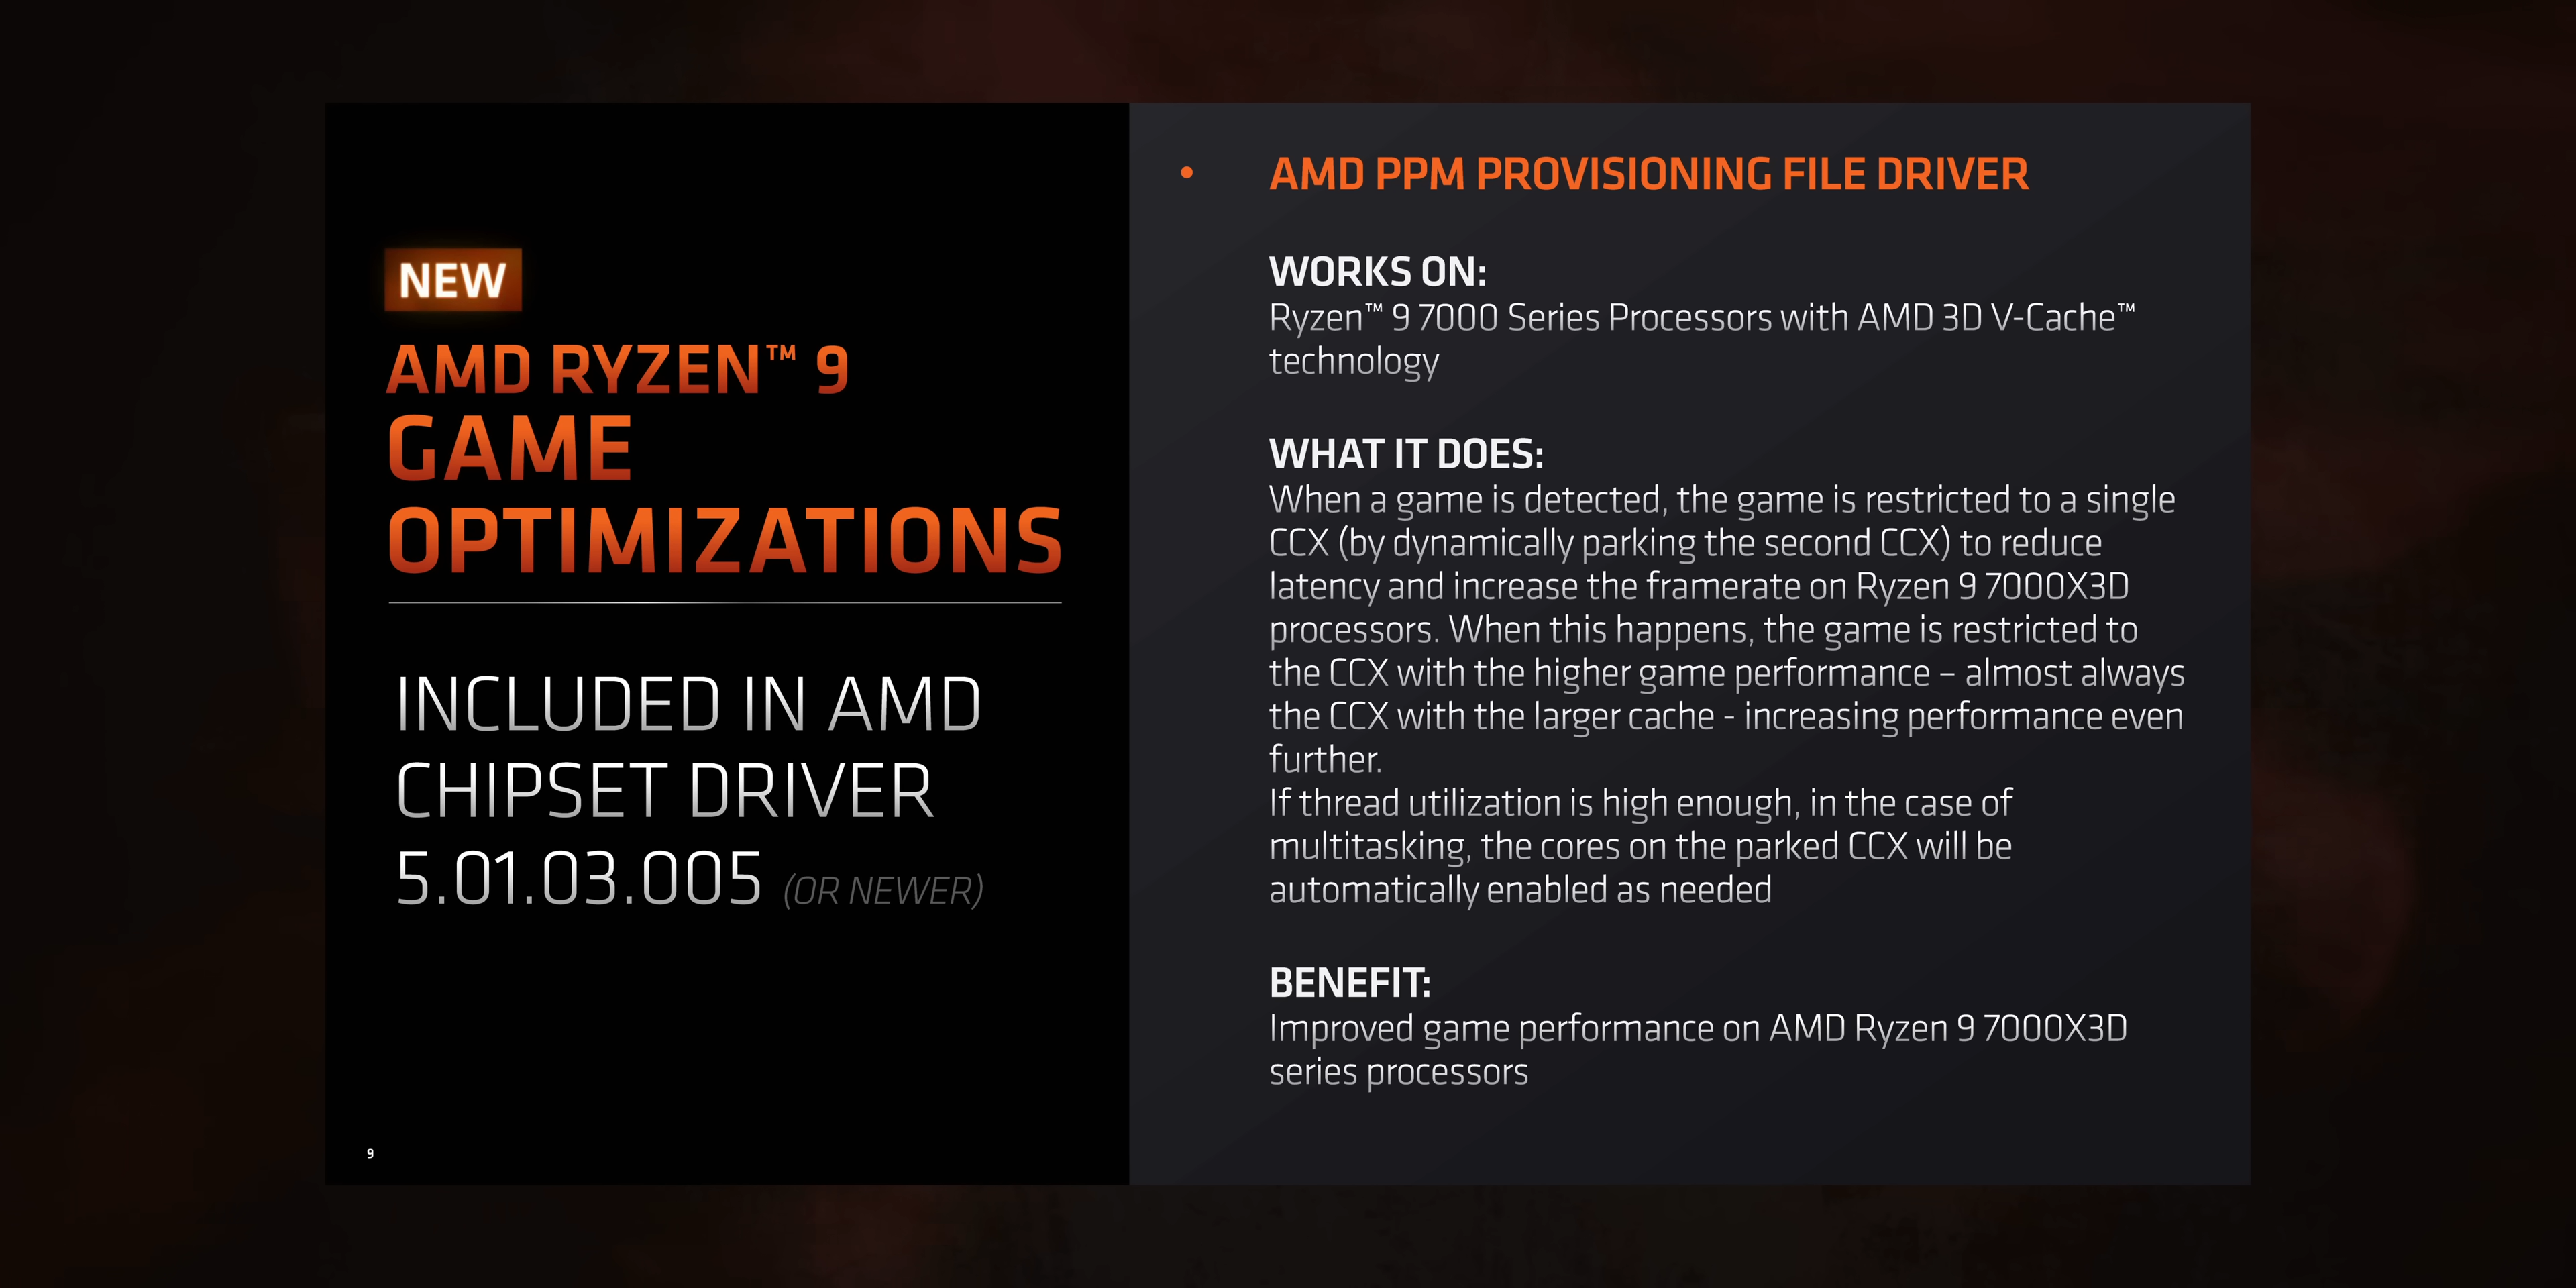 NEW
AMD RYZEN™ 9
GAME
OPTIMIZATIONS
INCLUDED IN AMD
CHIPSET DRIVER
5.01.03.005 (OR NEWER)
9
• AMD PPM PROVISIONING FILE DRIVER
WORKS ON:
Ryzen™ 9 7000 Series Processors with AMD 3D V-Cache™
technology
WHAT IT DOES:
When a game is detected, the game is restricted to a single
CCX (by dynamically parking the second CCX) to reduce
latency and increase the framerate on Ryzen 9 7000X3D
processors. When this happens, the game is restricted to
the CCX with the higher game performance – almost always
the CCX with the larger cache - increasing performance even
further.
If thread utilization is high enough, in the case of
multitasking, the cores on the parked CCX will be
automatically enabled as needed
BENEFIT:
Improved game performance on AMD Ryzen 9 7000X3D
series processors